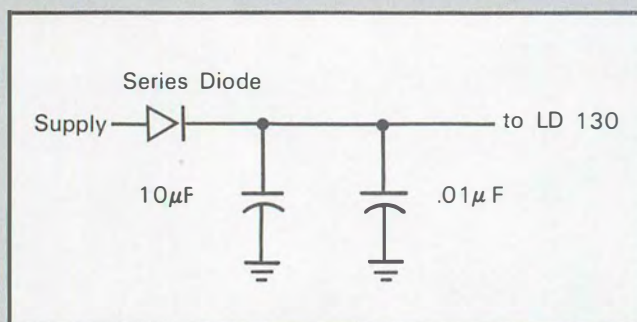 Series Diode
Supply
to LD 130
10μF
.01μF